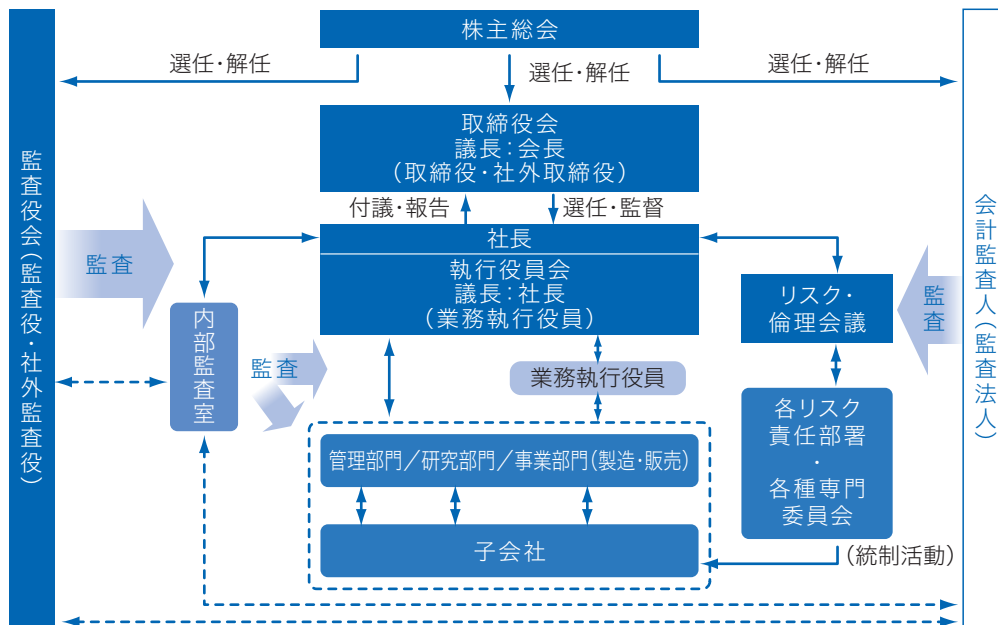 株主総会
選任・解任
選任・解任
選任・解任
取締役会
議長：会長
（取締役・社外取締役）
付議・報告
選任・監督
監査役会（監査役・社外監査役）
会計監査人（監査法人）
社長
執行役員会
議長：社長
（業務執行役員）
監査
監査
リスク・
倫理会議
内部監査室
監査
業務執行役員
各リスク
責任部署
・
各種専門
委員会
管理部門／研究部門／事業部門（製造・販売）
子会社
（統制活動）